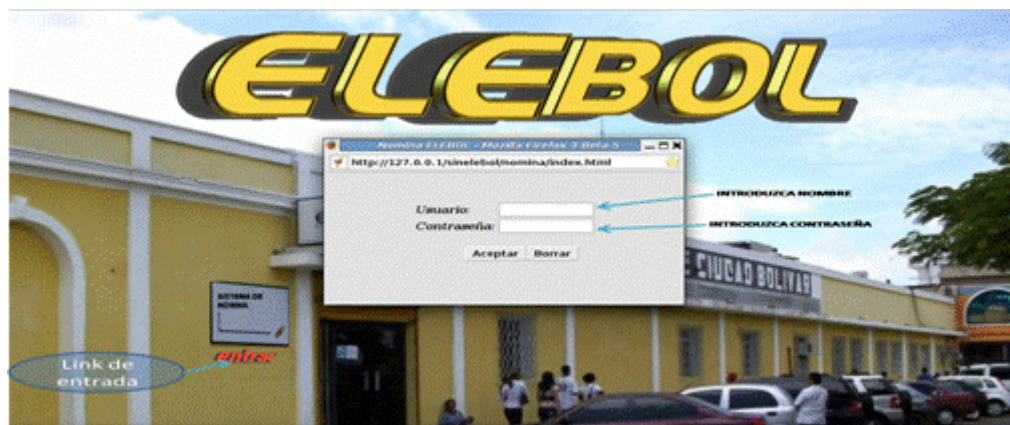 ELEBOL
Nomina ELEBOL - Mozilla Firefox 3 Beta 5
http://127.0.0.1/sinelebol/nomina/index.html
Usuario:
INTRODUZCA NOMBRE
Contraseña:
INTRODUZCA CONTRASEÑA
Aceptar Borrar
E CIUDAD BOLIVAR
SISTEMA DE
NOMINA
entrar
Link de
entrada